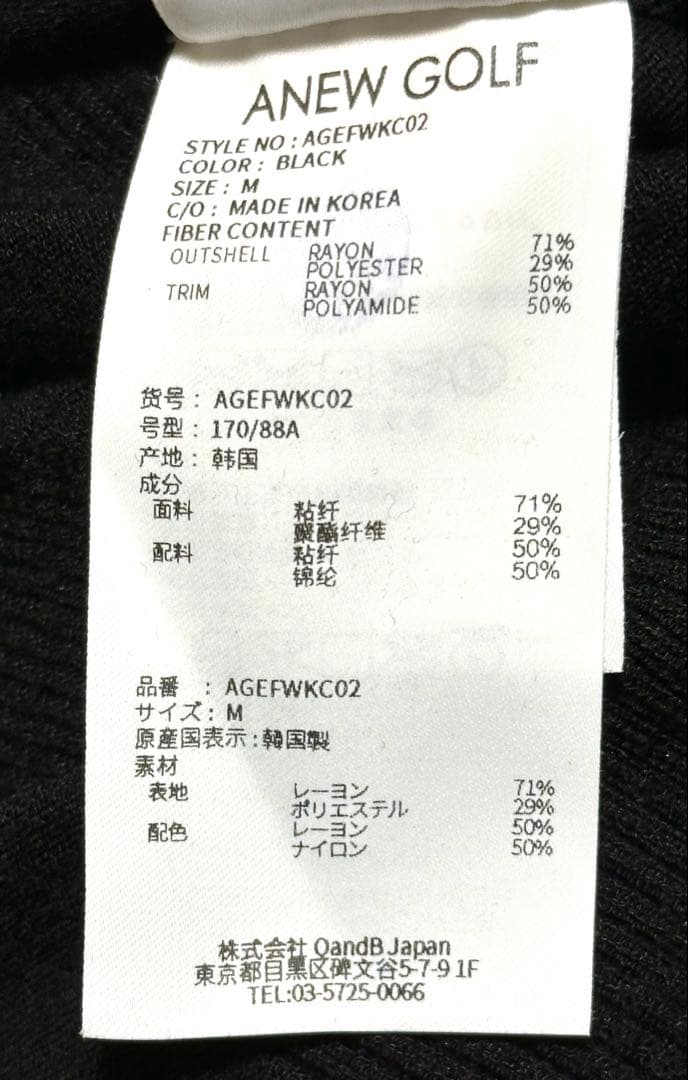 ANEW GOLF
STYLE NO : AGEFWKC02
COLOR : BLACK
SIZE : M
C/O : MADE IN KOREA
FIBER CONTENT
OUTSHELL RAYON 71%
POLYESTER 29%
TRIM RAYON 50%
POLYAMIDE 50%
货号 : AGEFWKC02
号型 : 170/88A
产地 : 韩国
成分
面料 粘纤 71%
聚酯纤维 29%
配料 粘纤 50%
锦纶 50%
品番 : AGEFWKC02
サイズ : M
原産国表示 : 韓国製
素材
表地 レーヨン 71%
ポリエステル 29%
配色 レーヨン 50%
ナイロン 50%
株式会社 QandB Japan
東京都目黒区碑文谷5-7-9 1F
TEL:03-5725-0066